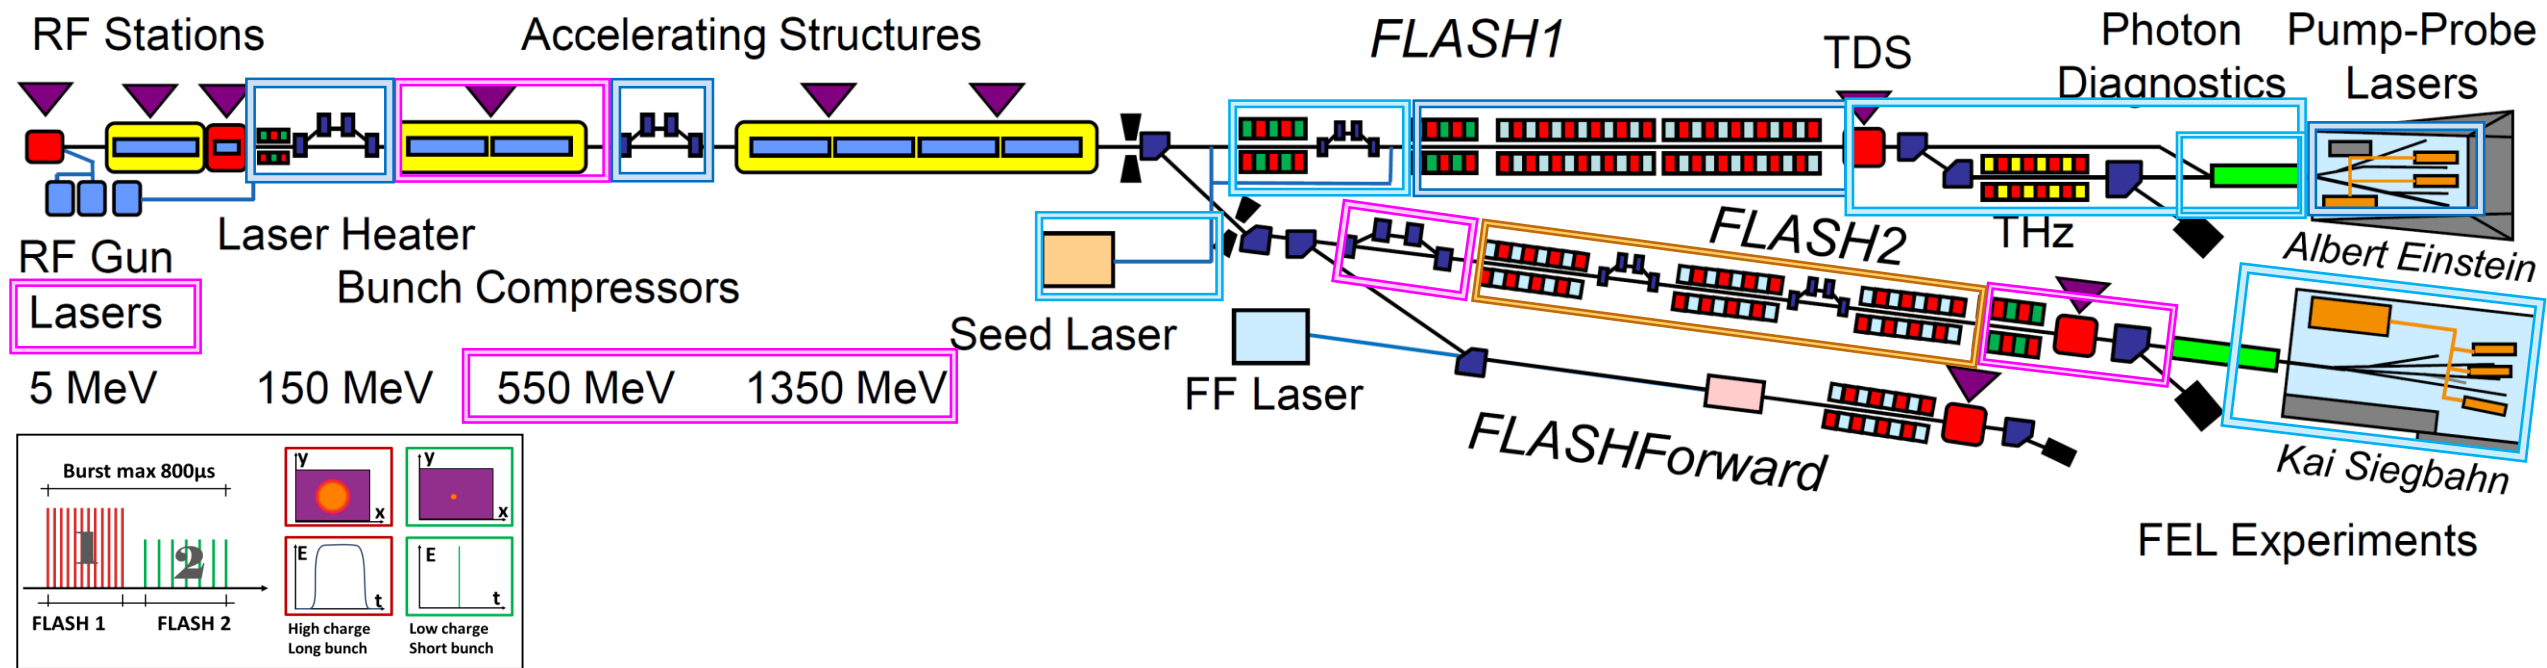 RF Stations
Accelerating Structures
FLASH1
TDS
Photon
Diagnostics
Pump-Probe
Lasers
RF Gun
Lasers
Laser Heater
Bunch Compressors
Seed Laser
FF Laser
FLASH2
THz
Albert Einstein
FLASHForward
Kai Siegbahn
FEL Experiments
5 MeV
150 MeV
550 MeV
1350 MeV
Burst max 800µs
1
2
FLASH 1
FLASH 2
y
x
E
t
High charge
Long bunch
y
x
E
t
Low charge
Short bunch